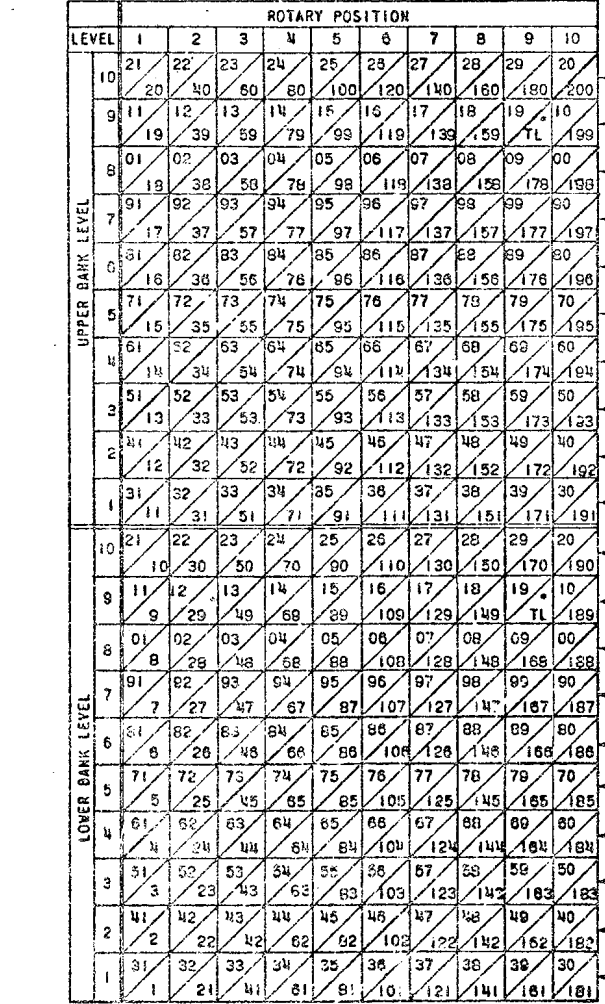 ROTARY POSITION
LEVEL 1 2 3 4 5 6 7 8 9 10
UPPER BANK LEVEL
10 21 22 23 24 25 26 27 28 29 20
20 40 60 80 100 120 140 160 180 200
9 11 12 13 14 15 16 17 18 19 10
19 39 59 79 99 119 139 159 TL 199
8 01 02 03 04 05 06 07 08 09 00
18 38 58 78 98 118 138 158 178 198
7 91 92 93 94 95 96 97 98 99 90
17 37 57 77 97 117 137 157 177 197
6 81 82 83 84 85 86 87 88 89 80
16 36 56 76 96 116 136 156 176 196
5 71 72 73 74 75 76 77 78 79 70
15 35 55 75 95 115 135 155 175 195
4 61 62 63 64 65 66 67 68 69 60
14 34 54 74 94 114 134 154 174 194
3 51 52 53 54 55 56 57 58 59 50
13 33 53 73 93 113 133 153 173 193
2 41 42 43 44 45 46 47 48 49 40
12 32 52 72 92 112 132 152 172 192
1 31 32 33 34 35 36 37 38 39 30
11 31 51 71 91 111 131 151 171 191
LOWER BANK LEVEL
10 21 22 23 24 25 26 27 28 29 20
10 30 50 70 90 110 130 150 170 190
9 11 12 13 14 15 16 17 18 19 10
9 29 49 69 89 109 129 149 TL 189
8 01 02 03 04 05 06 07 08 09 00
8 28 48 68 88 108 128 148 168 188
7 91 92 93 94 95 96 97 98 99 90
7 27 47 67 87 107 127 147 167 187
6 81 82 83 84 85 86 87 88 89 80
6 26 46 66 86 106 126 146 166 186
5 71 72 73 74 75 76 77 78 79 70
5 25 45 65 85 105 125 145 165 185
4 61 62 63 64 65 66 67 68 69 60
4 24 44 64 84 104 124 144 164 184
3 51 52 53 54 55 56 57 58 59 50
3 23 43 63 83 103 123 143 163 183
2 41 42 43 44 45 46 47 48 49 40
2 22 42 62 82 102 122 142 162 182
1 31 32 33 34 35 36 37 38 39 30
1 21 41 61 81 101 121 141 161 181